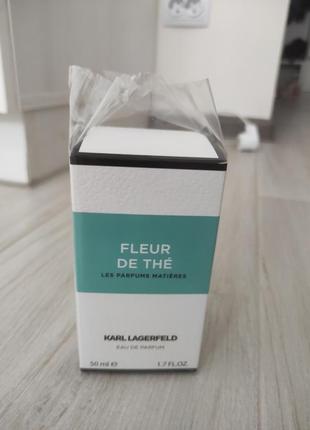 FLEUR
DE THÉ
LES PARFUMS MATIÈRES
KARL LAGERFELD
EAU DE PARFUM
50 ml ℮ 1.7 FL.OZ.